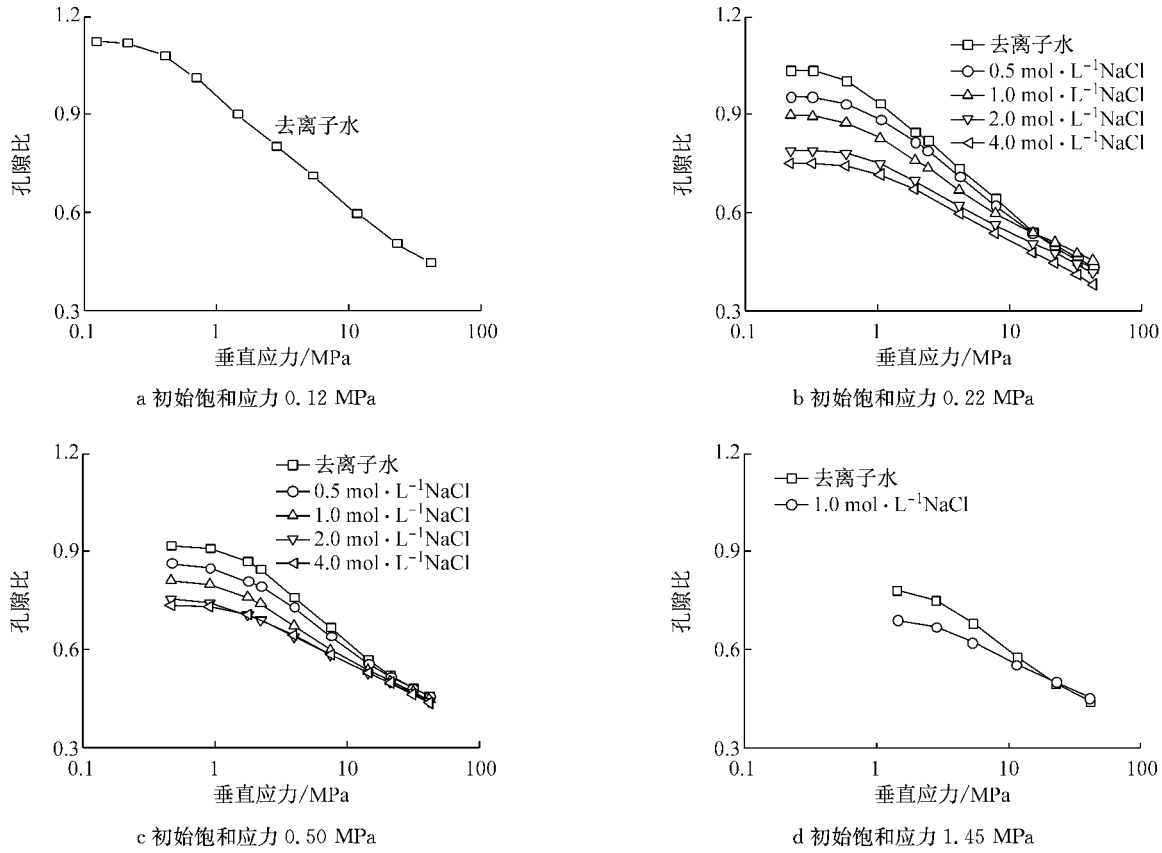 1.2
0.9
0.6
0.3
孔隙比
去离子水
0.1
1
10
100
垂直应力/MPa
a 初始饱和应力 0.12 MPa
1.2
0.9
0.6
0.3
孔隙比
去离子水
0.5 mol·L⁻¹NaCl
1.0 mol·L⁻¹NaCl
2.0 mol·L⁻¹NaCl
4.0 mol·L⁻¹NaCl
0.1
1
10
100
垂直应力/MPa
b 初始饱和应力 0.22 MPa
1.2
0.9
0.6
0.3
孔隙比
去离子水
0.5 mol·L⁻¹NaCl
1.0 mol·L⁻¹NaCl
2.0 mol·L⁻¹NaCl
4.0 mol·L⁻¹NaCl
0.1
1
10
100
垂直应力/MPa
c 初始饱和应力 0.50 MPa
1.2
0.9
0.6
0.3
孔隙比
去离子水
1.0 mol·L⁻¹NaCl
0.1
1
10
100
垂直应力/MPa
d 初始饱和应力 1.45 MPa